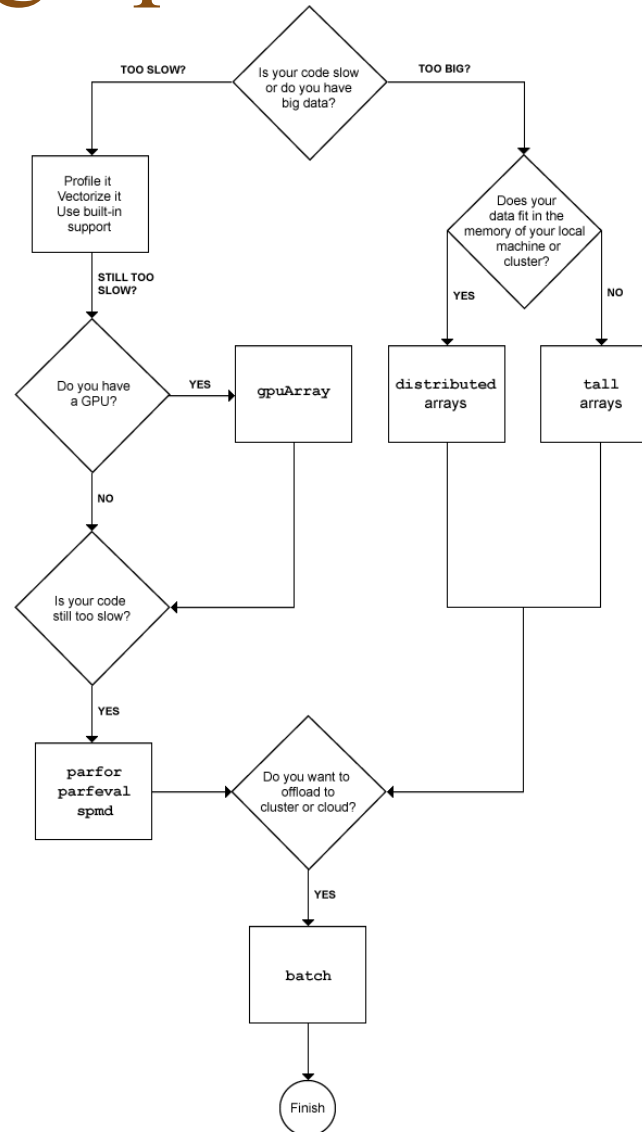 TOO SLOW?
Is your code slow
or do you have
big data?
TOO BIG?
Profile it
Vectorize it
Use built-in
support
Does your
data fit in the
memory of your local
machine or
cluster?
STILL TOO
SLOW?
YES
NO
Do you have
a GPU?
YES
gpuArray
distributed
arrays
tall
arrays
NO
Is your code
still too slow?
YES
parfor
parfeval
spmd
Do you want to
offload to
cluster or cloud?
YES
batch
Finish